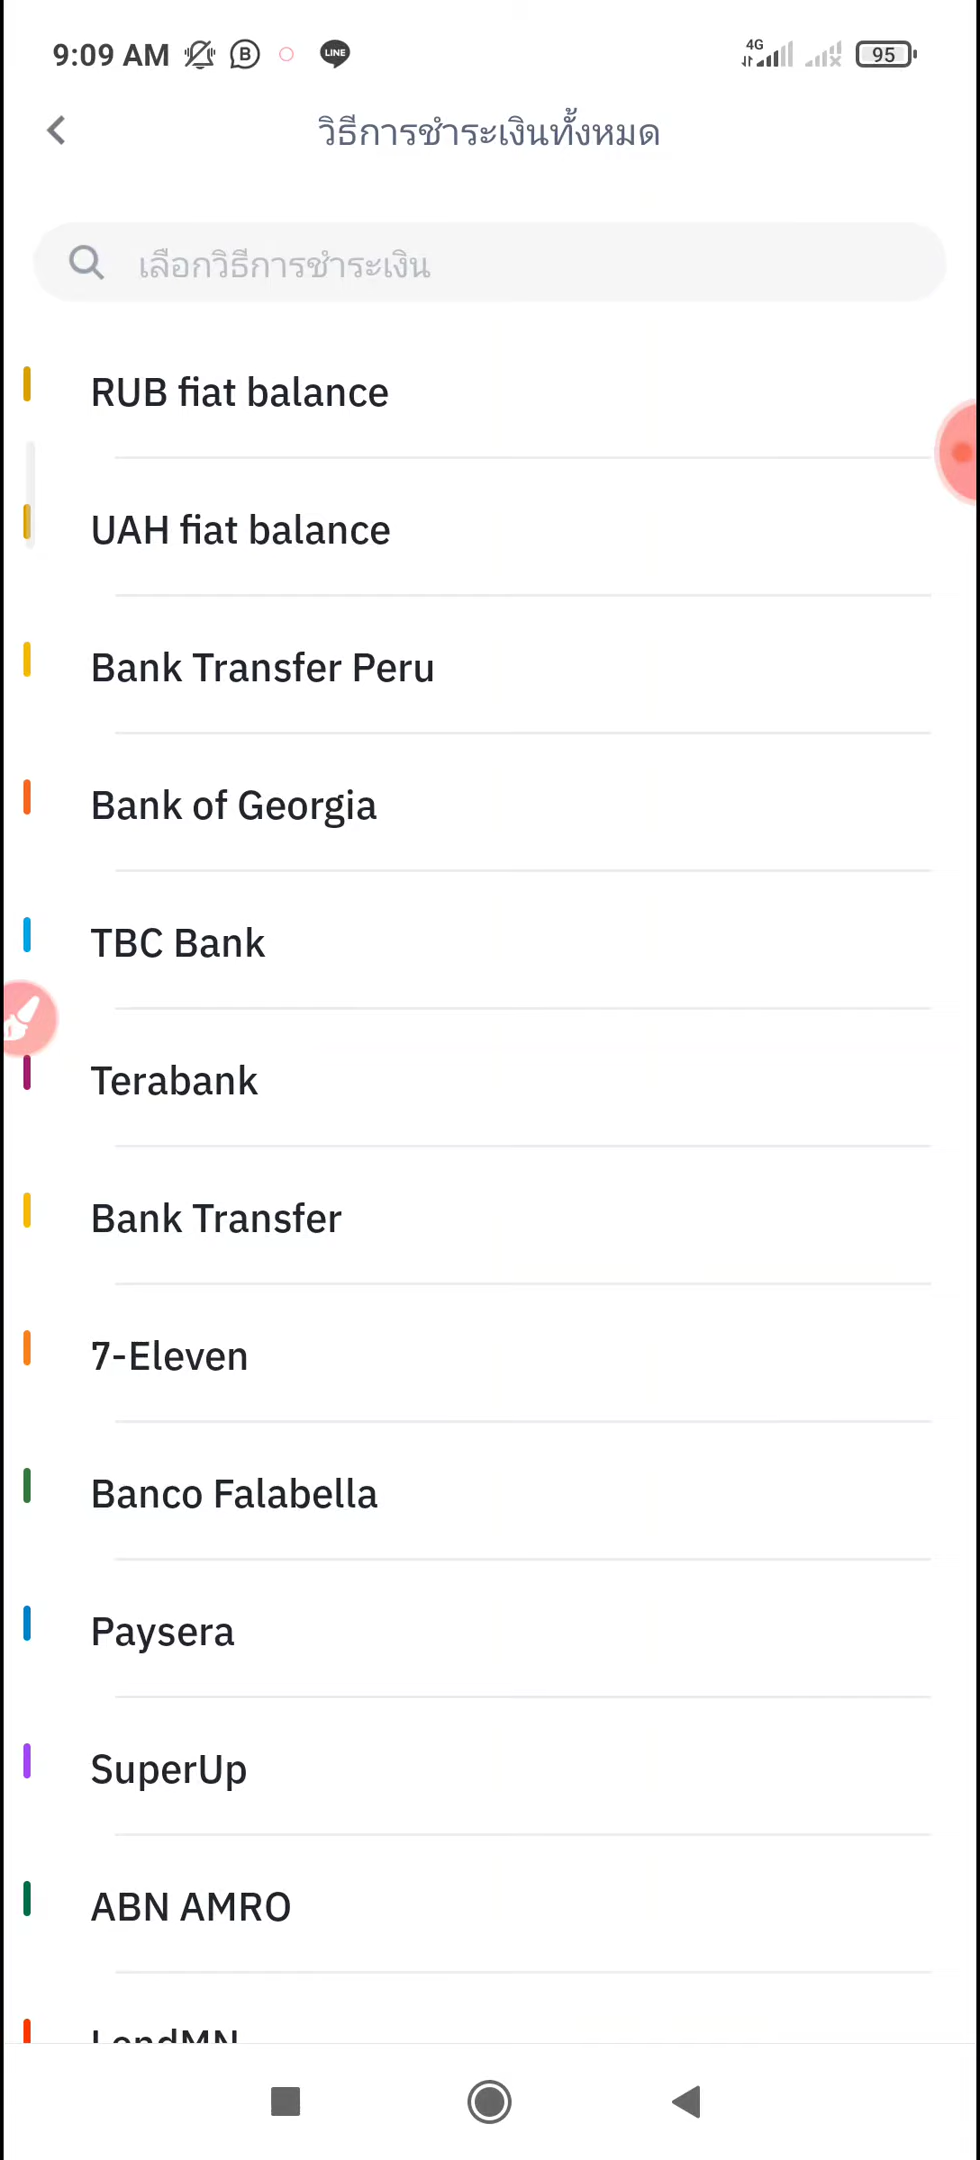 9:09 AM B LINE 4G 95
วิธีการชำระเงินทั้งหมด
เลือกวิธีการชำระเงิน
RUB fiat balance
UAH fiat balance
Bank Transfer Peru
Bank of Georgia
TBC Bank
Terabank
Bank Transfer
7-Eleven
Banco Falabella
Paysera
SuperUp
ABN AMRO